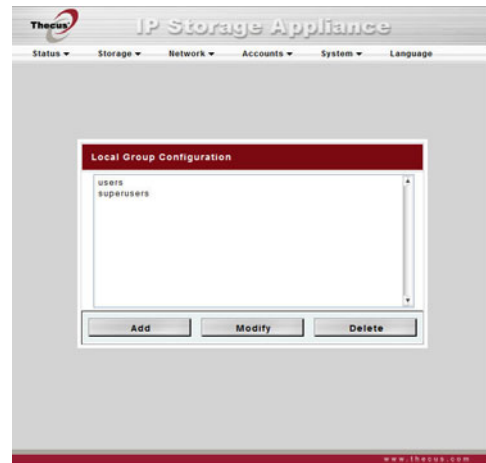 Thecus
IP Storage Appliance
Status Storage Network Accounts System Language
Local Group Configuration
users
superusers
Add Modify Delete
www.thecus.com